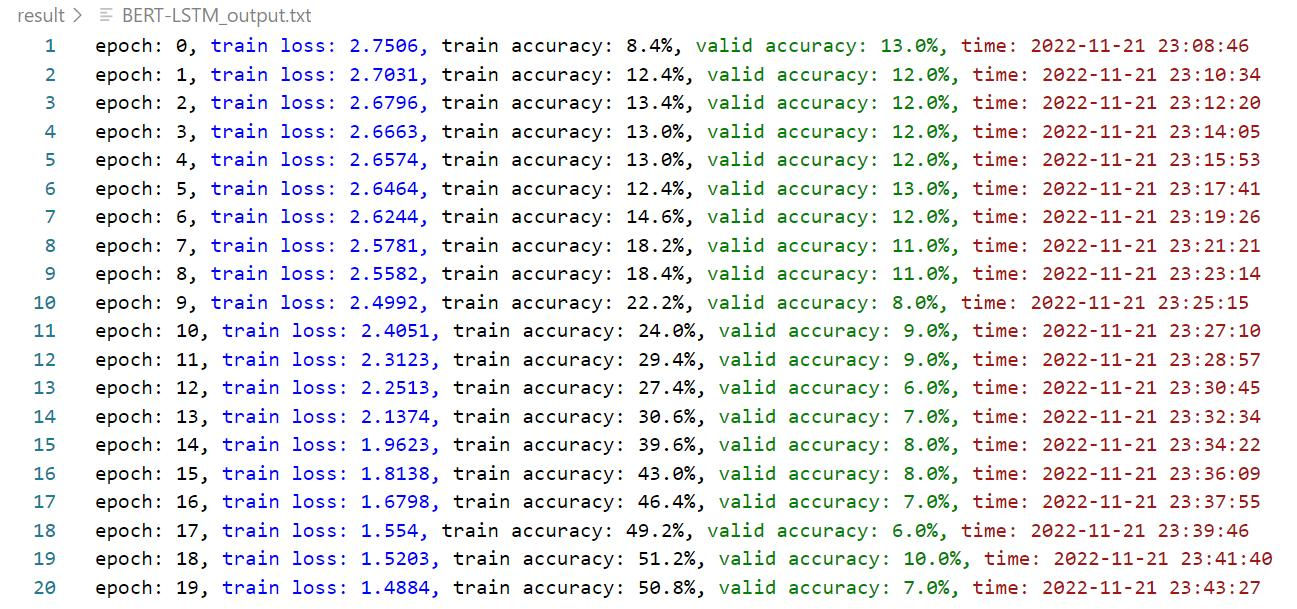 result > BERT-LSTM_output.txt
1 epoch: 0, train loss: 2.7506, train accuracy: 8.4%, valid accuracy: 13.0%, time: 2022-11-21 23:08:46
2 epoch: 1, train loss: 2.7031, train accuracy: 12.4%, valid accuracy: 12.0%, time: 2022-11-21 23:10:34
3 epoch: 2, train loss: 2.6796, train accuracy: 13.4%, valid accuracy: 12.0%, time: 2022-11-21 23:12:20
4 epoch: 3, train loss: 2.6663, train accuracy: 13.0%, valid accuracy: 12.0%, time: 2022-11-21 23:14:05
5 epoch: 4, train loss: 2.6574, train accuracy: 13.0%, valid accuracy: 12.0%, time: 2022-11-21 23:15:53
6 epoch: 5, train loss: 2.6464, train accuracy: 12.4%, valid accuracy: 13.0%, time: 2022-11-21 23:17:41
7 epoch: 6, train loss: 2.6244, train accuracy: 14.6%, valid accuracy: 12.0%, time: 2022-11-21 23:19:26
8 epoch: 7, train loss: 2.5781, train accuracy: 18.2%, valid accuracy: 11.0%, time: 2022-11-21 23:21:21
9 epoch: 8, train loss: 2.5582, train accuracy: 18.4%, valid accuracy: 11.0%, time: 2022-11-21 23:23:14
10 epoch: 9, train loss: 2.4992, train accuracy: 22.2%, valid accuracy: 8.0%, time: 2022-11-21 23:25:15
11 epoch: 10, train loss: 2.4051, train accuracy: 24.0%, valid accuracy: 9.0%, time: 2022-11-21 23:27:10
12 epoch: 11, train loss: 2.3123, train accuracy: 29.4%, valid accuracy: 9.0%, time: 2022-11-21 23:28:57
13 epoch: 12, train loss: 2.2513, train accuracy: 27.4%, valid accuracy: 6.0%, time: 2022-11-21 23:30:45
14 epoch: 13, train loss: 2.1374, train accuracy: 30.6%, valid accuracy: 7.0%, time: 2022-11-21 23:32:34
15 epoch: 14, train loss: 1.9623, train accuracy: 39.6%, valid accuracy: 8.0%, time: 2022-11-21 23:34:22
16 epoch: 15, train loss: 1.8138, train accuracy: 43.0%, valid accuracy: 8.0%, time: 2022-11-21 23:36:09
17 epoch: 16, train loss: 1.6798, train accuracy: 46.4%, valid accuracy: 7.0%, time: 2022-11-21 23:37:55
18 epoch: 17, train loss: 1.554, train accuracy: 49.2%, valid accuracy: 6.0%, time: 2022-11-21 23:39:46
19 epoch: 18, train loss: 1.5203, train accuracy: 51.2%, valid accuracy: 10.0%, time: 2022-11-21 23:41:40
20 epoch: 19, train loss: 1.4884, train accuracy: 50.8%, valid accuracy: 7.0%, time: 2022-11-21 23:43:27